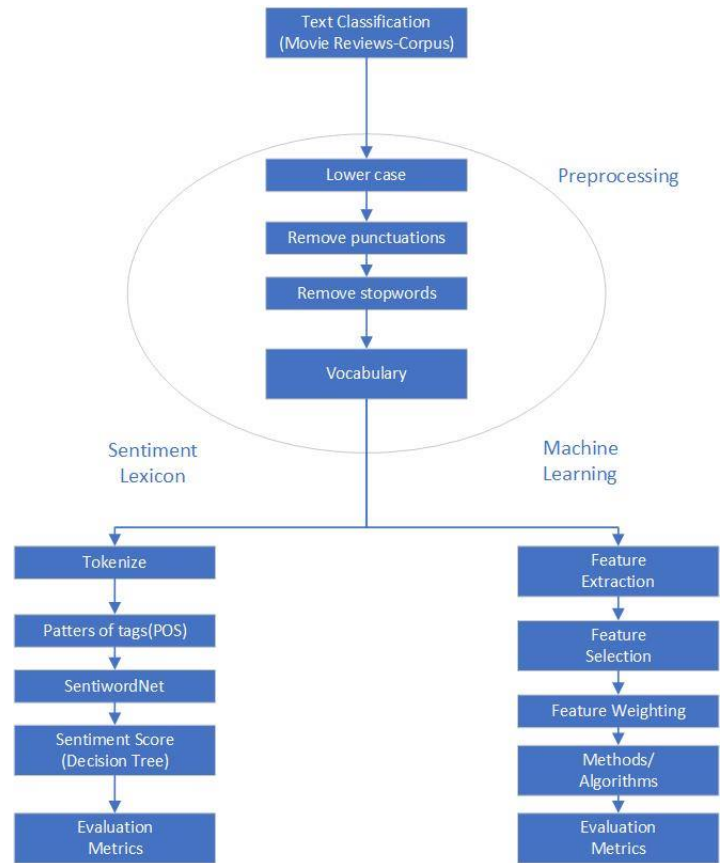 Text Classification
(Movie Reviews-Corpus)
Lower case
Preprocessing
Remove punctuations
Remove stopwords
Vocabulary
Sentiment
Lexicon
Machine
Learning
Tokenize
Patters of tags(POS)
SentiwordNet
Sentiment Score
(Decision Tree)
Evaluation
Metrics
Feature
Extraction
Feature
Selection
Feature Weighting
Methods/
Algorithms
Evaluation
Metrics